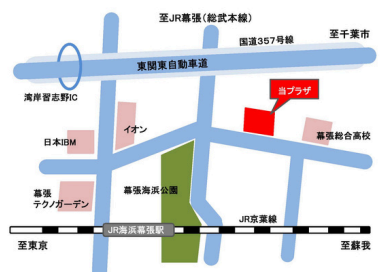 至JR幕張(総武本線)
至千葉市
国道357号線
東関東自動車道
湾岸習志野IC
当プラザ
イオン
日本IBM
幕張総合高校
幕張海浜公園
幕張
テクノガーデン
JR京葉線
JR海浜幕張駅
至東京
至蘇我